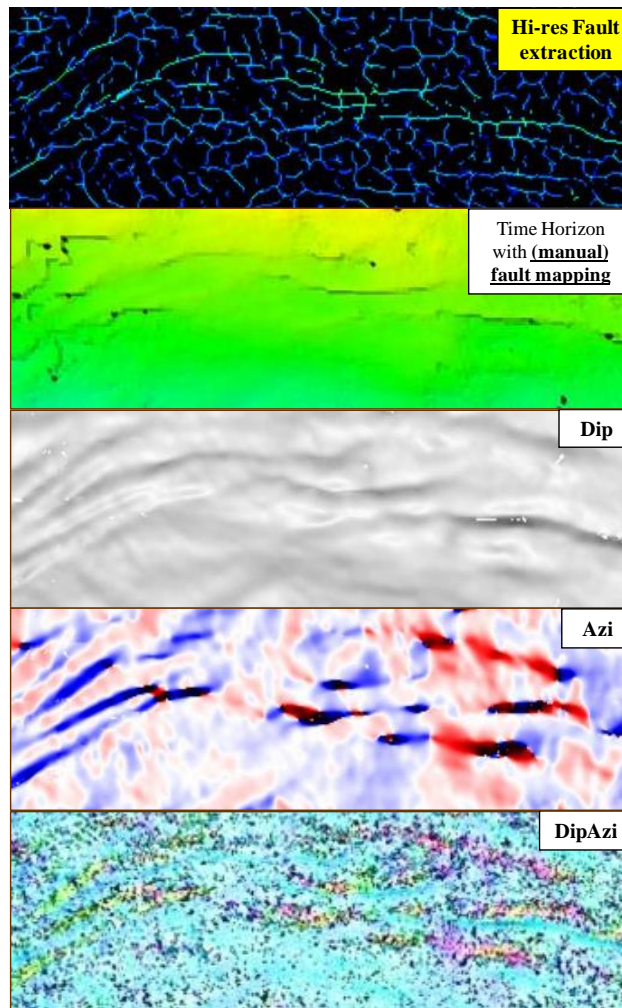 Hi-res Fault
extraction
Time Horizon
with (manual)
fault mapping
Dip
Azi
DipAzi